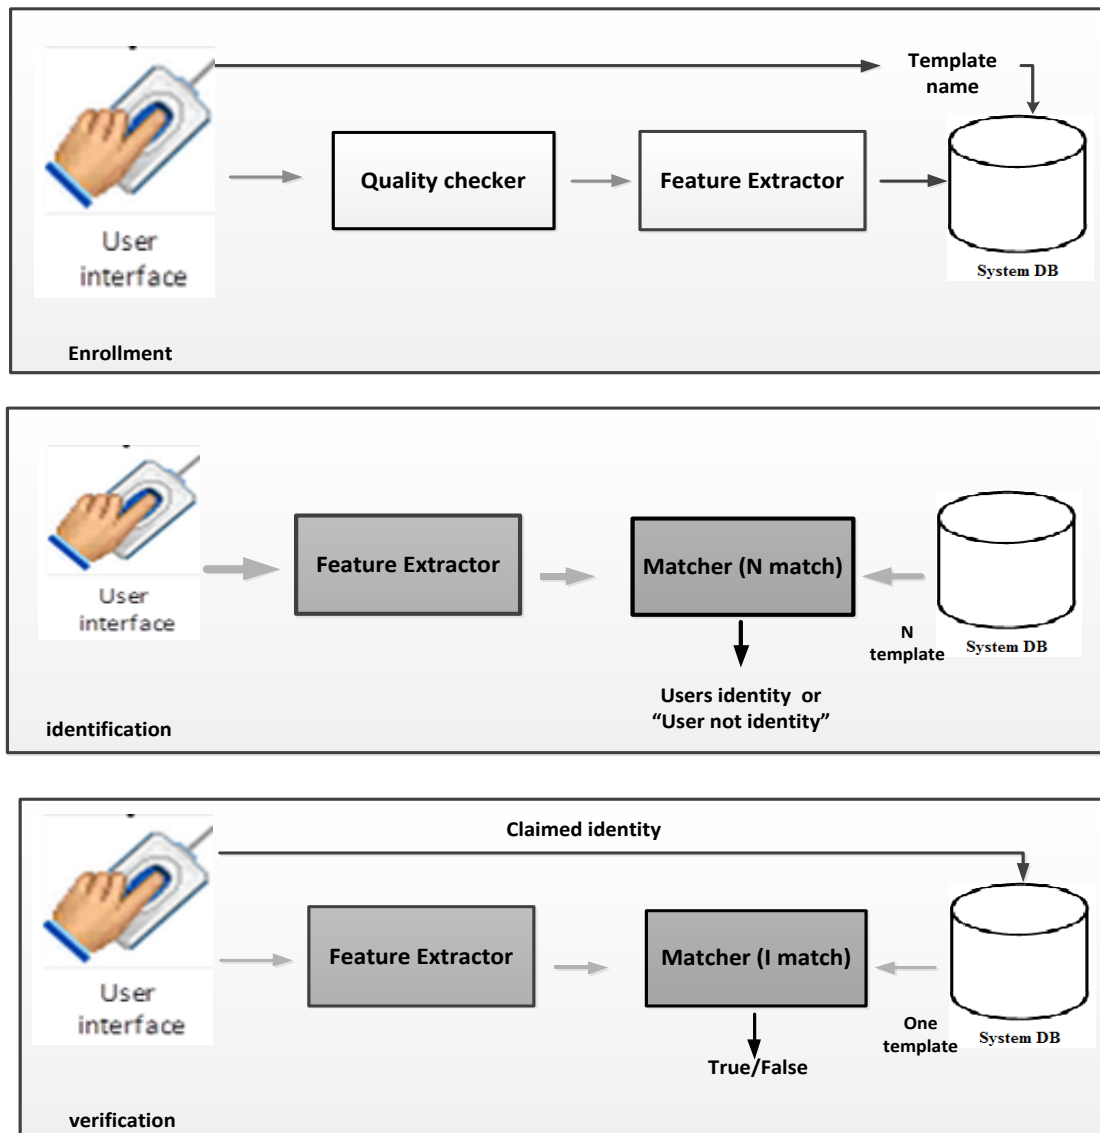 Template
name
Quality checker
Feature Extractor
User
interface
System DB
Enrollment
Feature Extractor
Matcher (N match)
User
interface
N
template
System DB
Users identity or
“User not identity”
identification
Claimed identity
Feature Extractor
Matcher (I match)
User
interface
One
template
System DB
True/False
verification